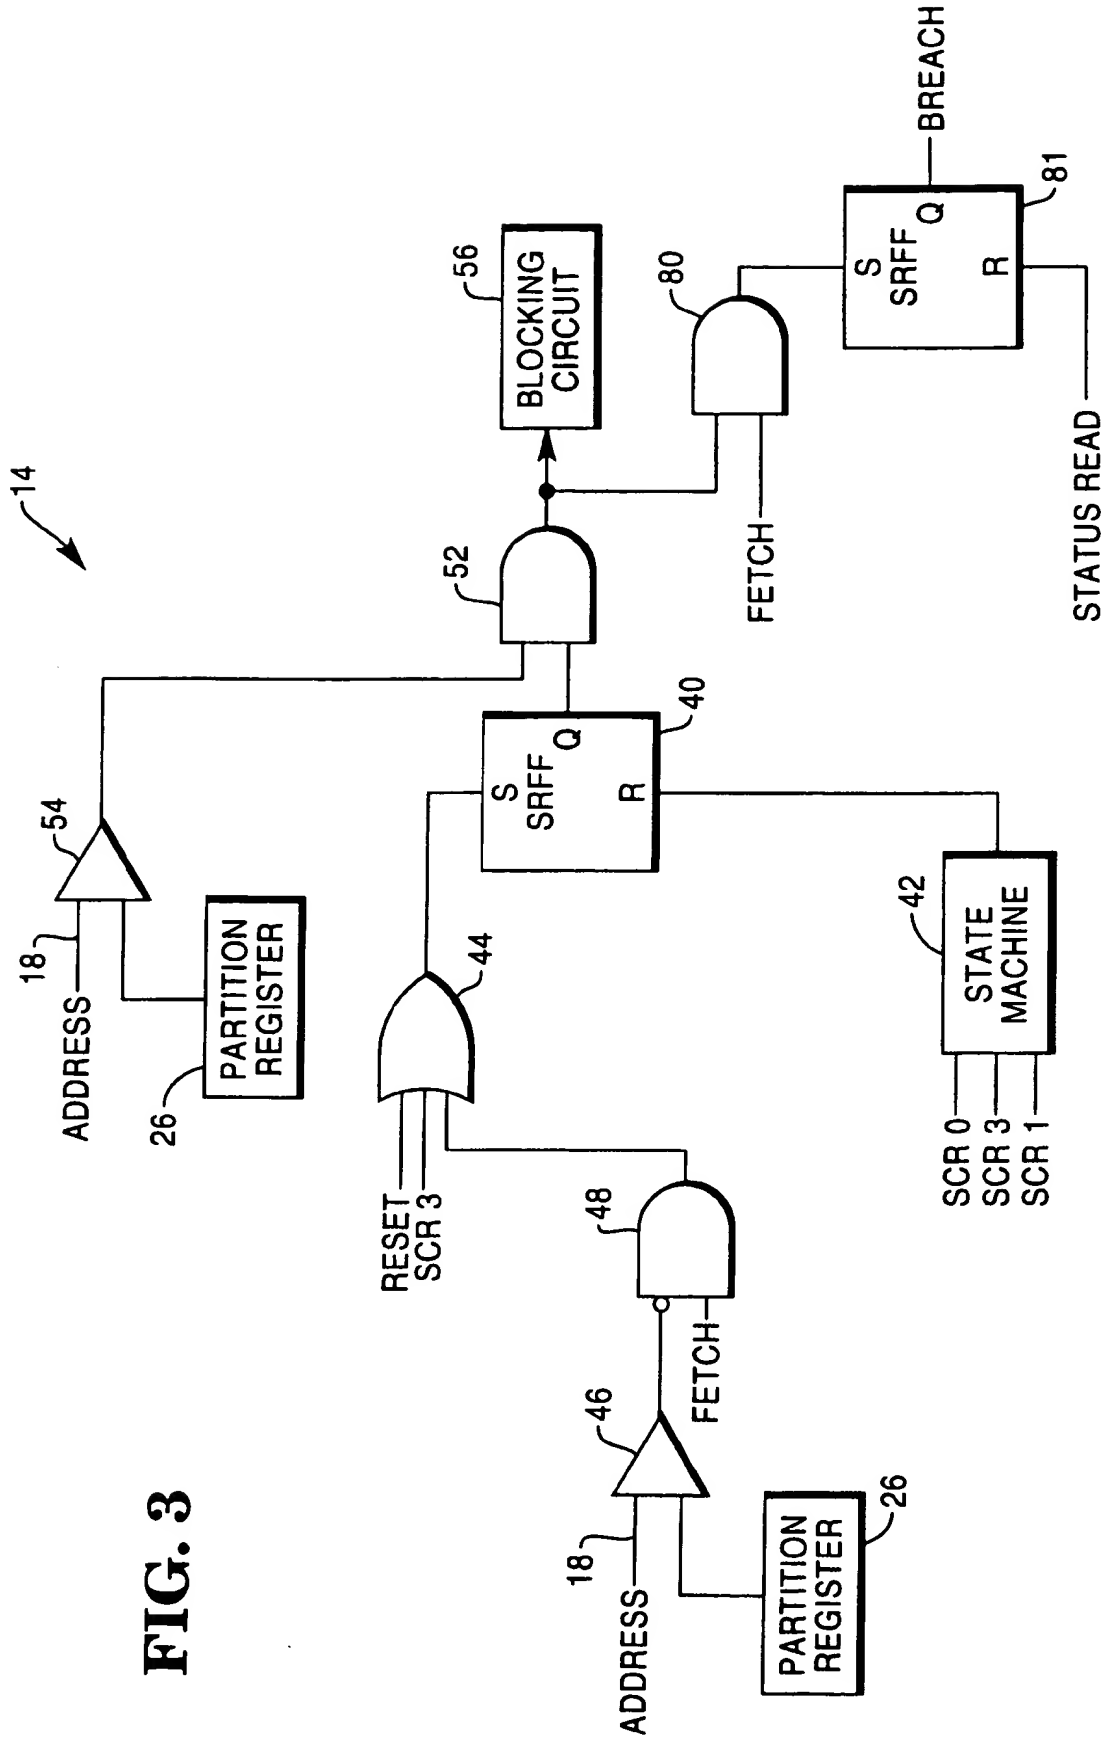 FIG. 3
14
ADDRESS
18
54
26
PARTITION
REGISTER
52
56
BLOCKING
CIRCUIT
RESET
SCR 3
44
S
SRFF
Q
R
40
FETCH
80
S
SRFF
Q
R
81
BREACH
STATUS READ
ADDRESS
18
46
FETCH
48
PARTITION
REGISTER
26
SCR 0
SCR 3
SCR 1
42
STATE
MACHINE